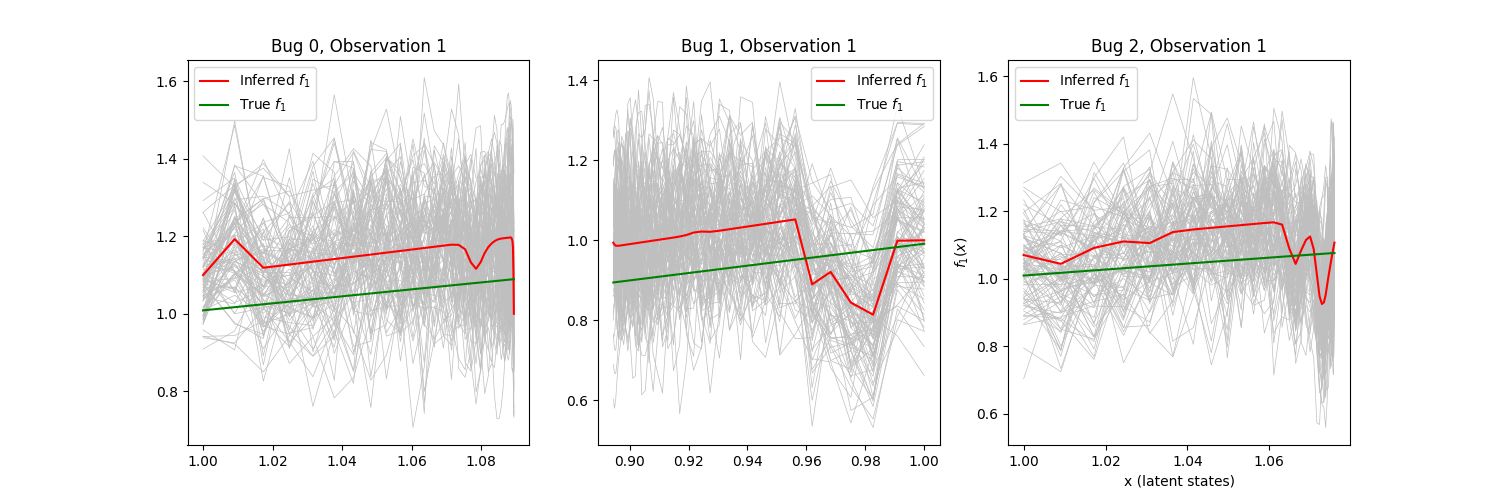 Bug 0, Observation 1
Inferred f₁
True f₁
1.6
1.4
1.2
1.0
0.8
1.00 1.02 1.04 1.06 1.08
Bug 1, Observation 1
Inferred f₁
True f₁
1.4
1.2
1.0
0.8
0.6
0.90 0.92 0.94 0.96 0.98 1.00
Bug 2, Observation 1
Inferred f₁
True f₁
f₁(x)
1.6
1.4
1.2
1.0
0.8
0.6
1.00 1.02 1.04 1.06
x (latent states)